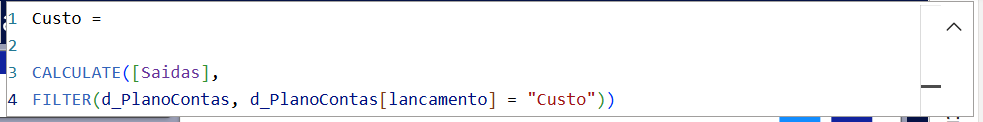 1 Custo =
2
3 CALCULATE([Saidas],
4 FILTER(d_PlanoContas, d_PlanoContas[lancamento] = "Custo"))